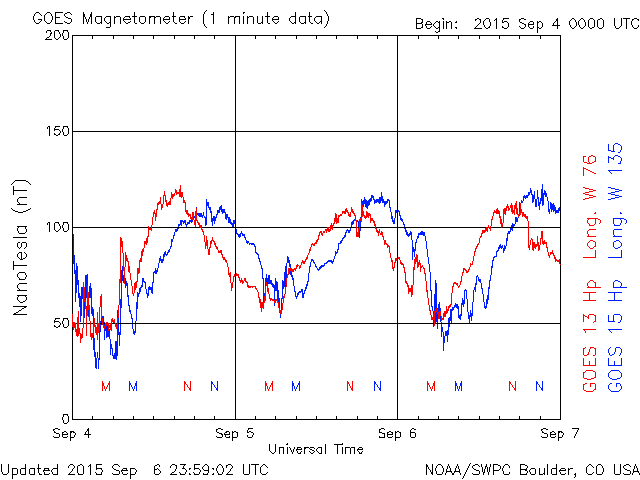 GOES Magnetometer (1 minute data)
Begin: 2015 Sep 4 0000 UTC
200
150
100
50
0
NanoTesla (nT)
M M N N M M N N M M N N
Sep 4 Sep 5 Sep 6 Sep 7
Universal Time
GOES 13 Hp Long. W 76
GOES 15 Hp Long. W 135
Updated 2015 Sep 6 23:59:02 UTC
NOAA/SWPC Boulder, CO USA